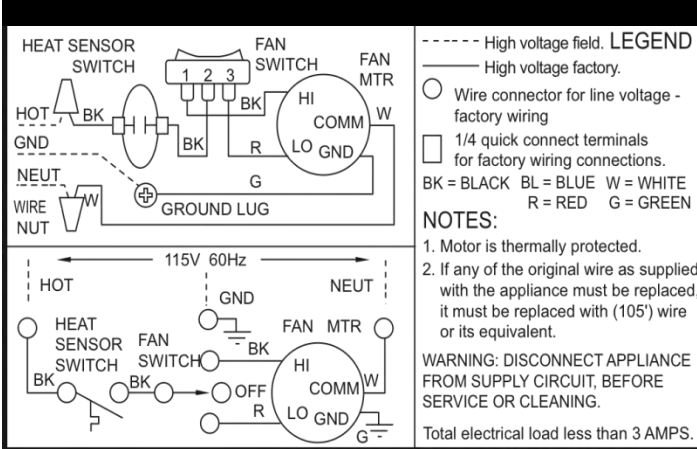 HEAT SENSOR
SWITCH
FAN
SWITCH
FAN
MTR
1 2 3
HI
BK
COMM
W
HOT
BK
GND
BK
R
LO GND
NEUT
G
WIRE
NUT
W
GROUND LUG
115V 60Hz
HOT
NEUT
GND
HEAT
SENSOR
SWITCH
FAN
SWITCH
FAN MTR
BK
HI
BK
BK
OFF
COMM
W
R
LO GND
G
High voltage field. LEGEND
High voltage factory.
Wire connector for line voltage -
factory wiring
1/4 quick connect terminals
for factory wiring connections.
BK = BLACK BL = BLUE W = WHITE
R = RED G = GREEN
NOTES:
1. Motor is thermally protected.
2. If any of the original wire as supplied
with the appliance must be replaced,
it must be replaced with (105') wire
or its equivalent.
WARNING: DISCONNECT APPLIANCE
FROM SUPPLY CIRCUIT, BEFORE
SERVICE OR CLEANING.
Total electrical load less than 3 AMPS.